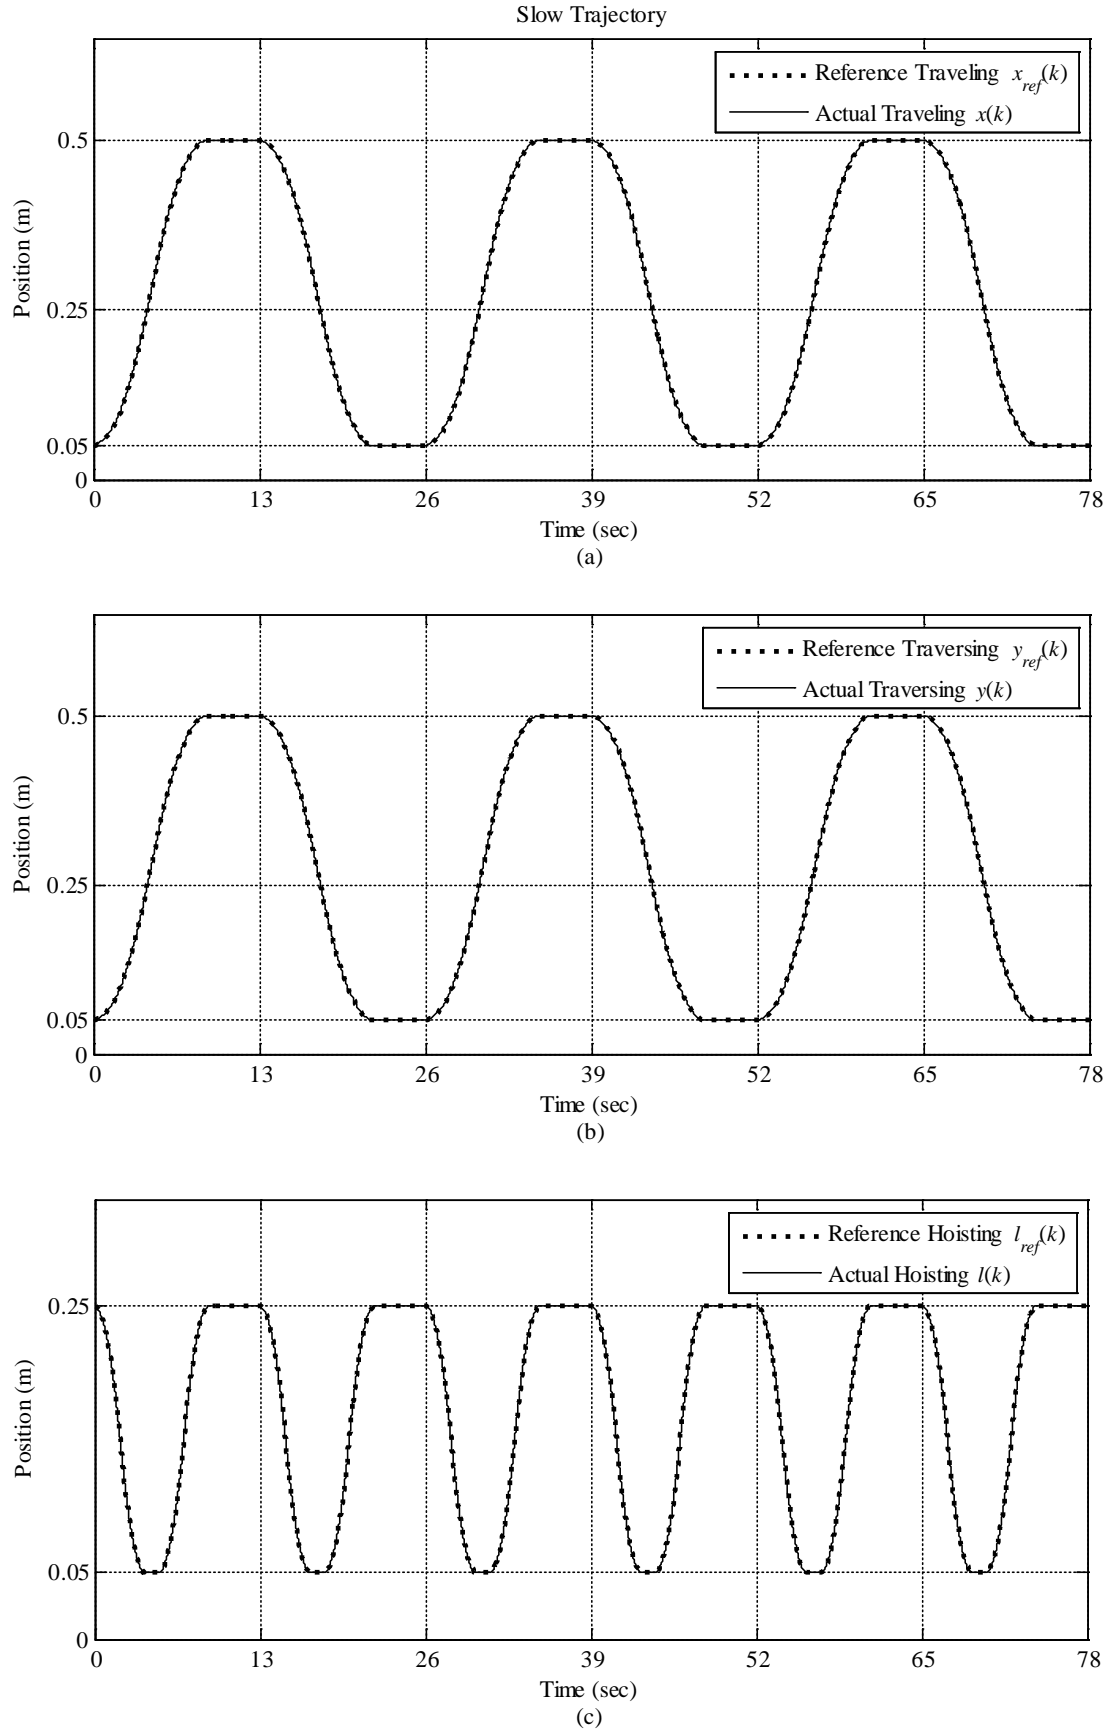 Slow Trajectory
Reference Traveling x_ref(k)
Actual Traveling x(k)
0.5
0.25
0.05
0
Position (m)
0 13 26 39 52 65 78
Time (sec)
(a)
Reference Traversing y_ref(k)
Actual Traversing y(k)
0.5
0.25
0.05
0
Position (m)
0 13 26 39 52 65 78
Time (sec)
(b)
Reference Hoisting l_ref(k)
Actual Hoisting l(k)
0.25
0.05
0
Position (m)
0 13 26 39 52 65 78
Time (sec)
(c)